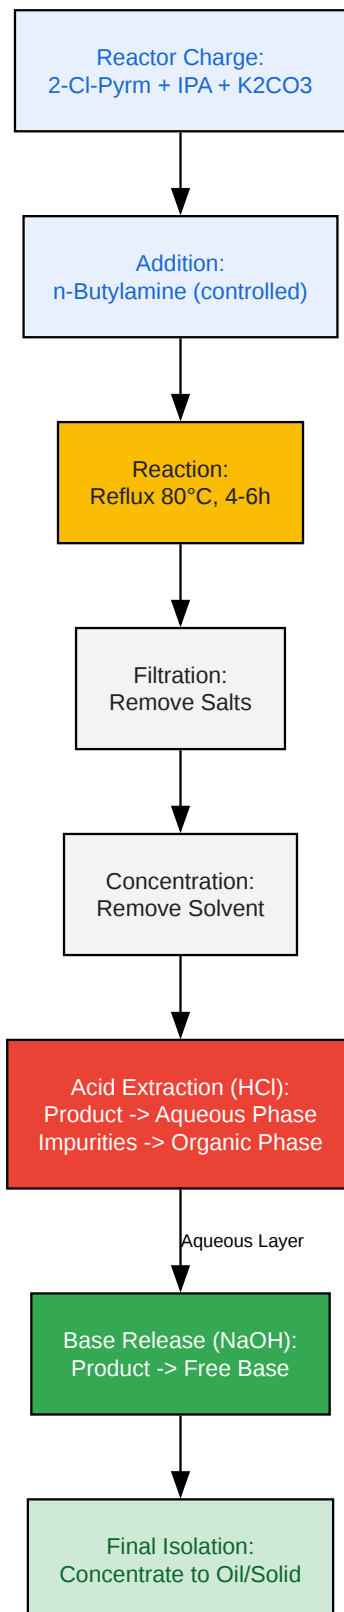 Reactor Charge:
2-Cl-Pyrm + IPA + K2CO3
Addition:
n-Butylamine (controlled)
Reaction:
Reflux 80°C, 4-6h
Filtration:
Remove Salts
Concentration:
Remove Solvent
Acid Extraction (HCl):
Product -> Aqueous Phase
Impurities -> Organic Phase
Aqueous Layer
Base Release (NaOH):
Product -> Free Base
Final Isolation:
Concentrate to Oil/Solid